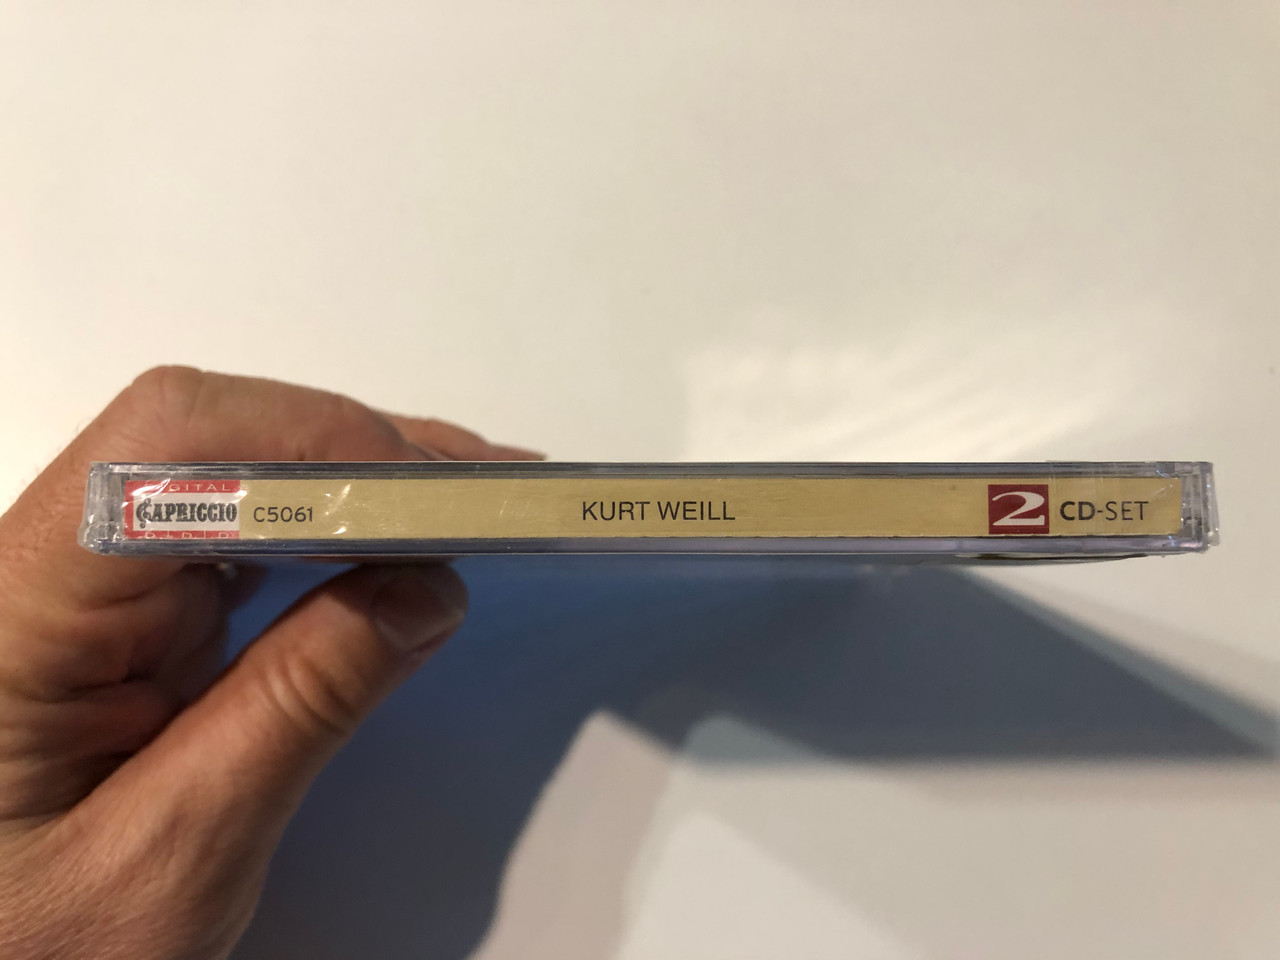 DIGITAL
CAPRICCIO
C5061
KURT WEILL
2 CD-SET